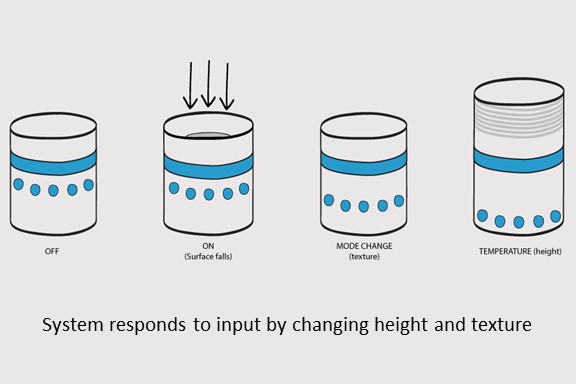 OFF
ON
(Surface falls)
MODE CHANGE
(texture)
TEMPERATURE (height)
System responds to input by changing height and texture